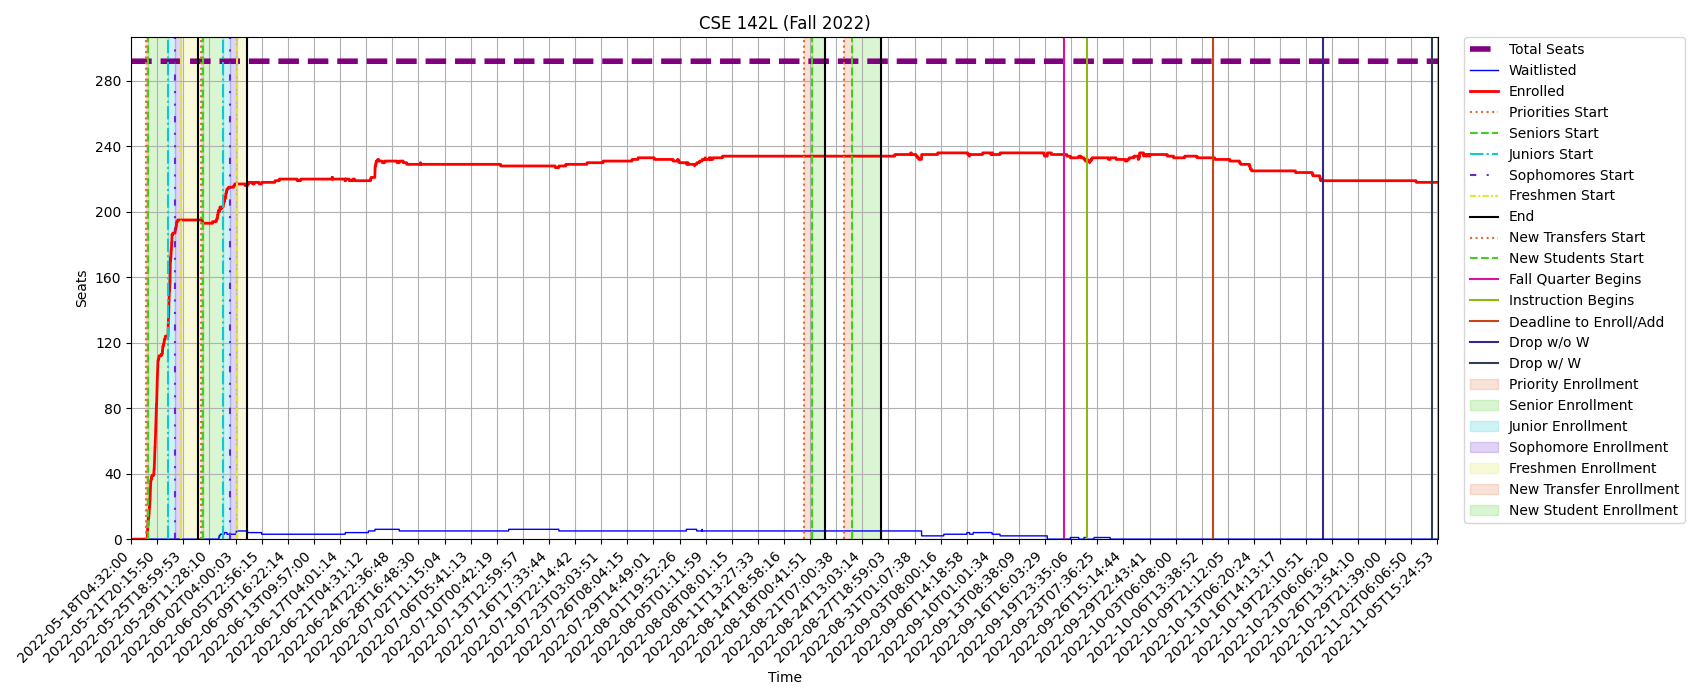 CSE 142L (Fall 2022)
Seats
280
240
200
160
120
80
40
0
2022-05-18T04:32:00
2022-05-21T20:15:50
2022-05-25T18:59:53
2022-05-29T11:28:10
2022-06-02T04:00:03
2022-06-05T22:56:15
2022-06-09T16:22:14
2022-06-13T09:57:00
2022-06-17T04:01:14
2022-06-21T04:31:12
2022-06-24T22:36:48
2022-06-28T16:48:30
2022-07-02T11:15:04
2022-07-06T05:41:13
2022-07-10T00:42:19
2022-07-13T12:59:57
2022-07-16T17:33:44
2022-07-19T22:14:42
2022-07-23T03:03:51
2022-07-26T08:04:15
2022-07-29T14:49:01
2022-08-01T19:52:26
2022-08-05T01:11:59
2022-08-08T08:01:15
2022-08-11T13:27:33
2022-08-14T18:58:16
2022-08-18T00:41:51
2022-08-21T07:00:38
2022-08-24T13:03:14
2022-08-27T18:59:03
2022-08-31T01:07:38
2022-09-03T08:00:16
2022-09-06T14:18:58
2022-09-10T01:01:34
2022-09-13T08:38:09
2022-09-16T16:03:29
2022-09-19T23:35:06
2022-09-23T07:36:25
2022-09-26T15:14:44
2022-09-29T22:43:41
2022-10-03T06:08:00
2022-10-06T13:38:52
2022-10-09T21:12:05
2022-10-13T06:20:24
2022-10-16T14:13:17
2022-10-19T22:10:51
2022-10-23T06:06:20
2022-10-26T13:54:10
2022-10-29T21:39:00
2022-11-02T06:06:50
2022-11-05T15:24:53
Time
Total Seats
Waitlisted
Enrolled
Priorities Start
Seniors Start
Juniors Start
Sophomores Start
Freshmen Start
End
New Transfers Start
New Students Start
Fall Quarter Begins
Instruction Begins
Deadline to Enroll/Add
Drop w/o W
Drop w/ W
Priority Enrollment
Senior Enrollment
Junior Enrollment
Sophomore Enrollment
Freshmen Enrollment
New Transfer Enrollment
New Student Enrollment